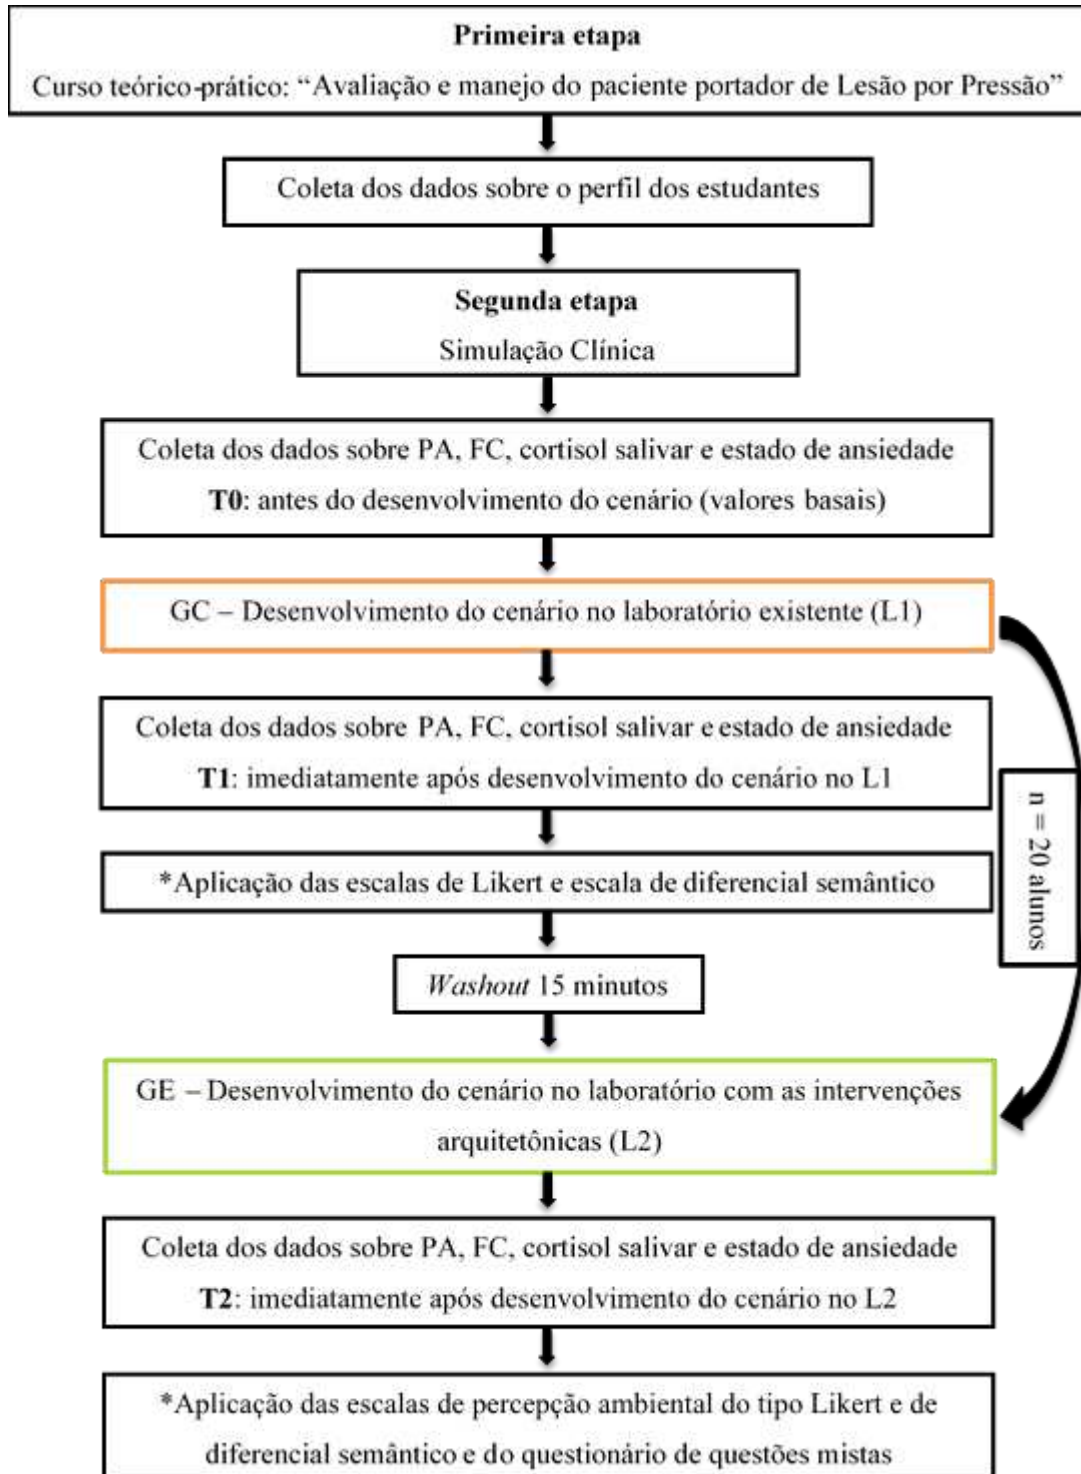 Primeira etapa
Curso teórico-prático: “Avaliação e manejo do paciente portador de Lesão por Pressão”
Coleta dos dados sobre o perfil dos estudantes
Segunda etapa
Simulação Clínica
Coleta dos dados sobre PA, FC, cortisol salivar e estado de ansiedade
T0: antes do desenvolvimento do cenário (valores basais)
GC – Desenvolvimento do cenário no laboratório existente (L1)
Coleta dos dados sobre PA, FC, cortisol salivar e estado de ansiedade
T1: imediatamente após desenvolvimento do cenário no L1
n = 20 alunos
*Aplicação das escalas de Likert e escala de diferencial semântico
Washout 15 minutos
GE – Desenvolvimento do cenário no laboratório com as intervenções
arquitetônicas (L2)
Coleta dos dados sobre PA, FC, cortisol salivar e estado de ansiedade
T2: imediatamente após desenvolvimento do cenário no L2
*Aplicação das escalas de percepção ambiental do tipo Likert e de
diferencial semântico e do questionário de questões mistas